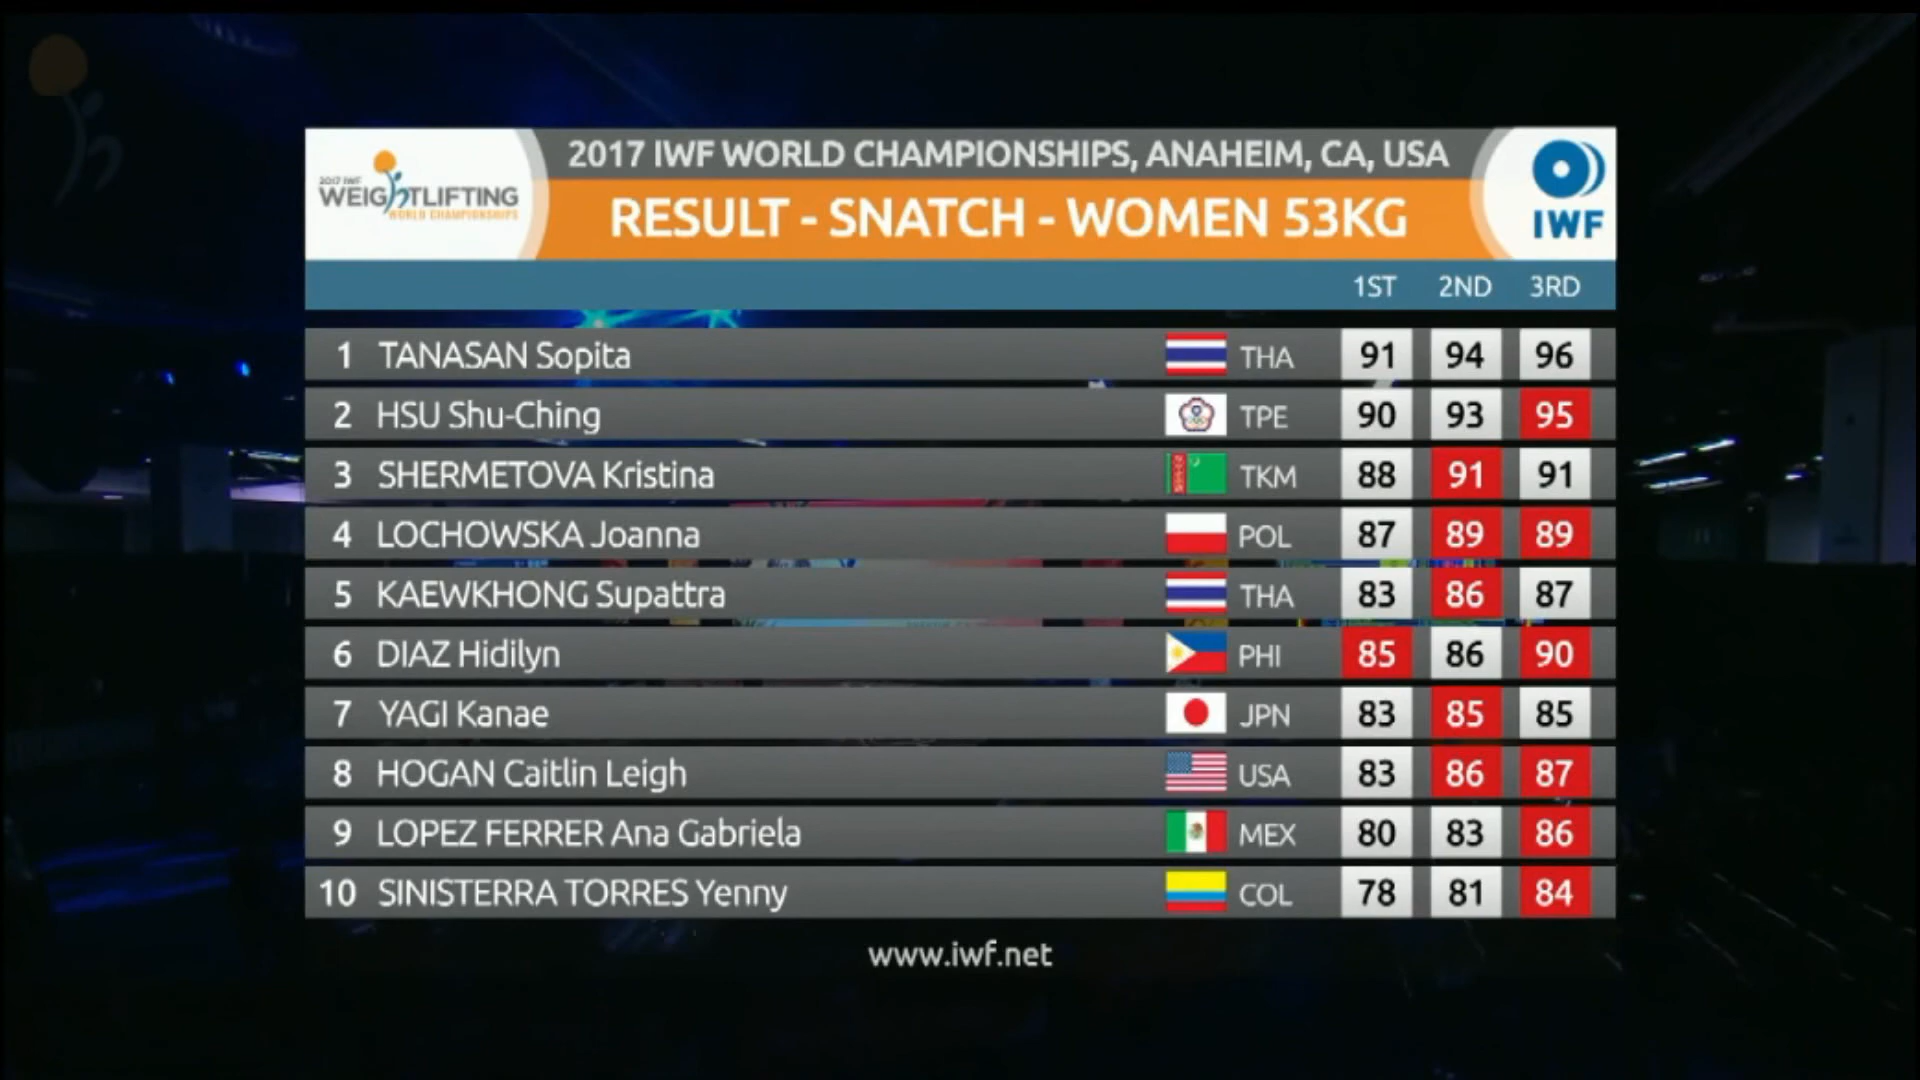 2017 IWF
WEIGHTLIFTING
WORLD CHAMPIONSHIPS
2017 IWF WORLD CHAMPIONSHIPS, ANAHEIM, CA, USA
RESULT - SNATCH - WOMEN 53KG
IWF
1ST 2ND 3RD
1 TANASAN Sopita THA 91 94 96
2 HSU Shu-Ching TPE 90 93 95
3 SHERMETOVA Kristina TKM 88 91 91
4 LOCHOWSKA Joanna POL 87 89 89
5 KAEWKHONG Supattra THA 83 86 87
6 DIAZ Hidilyn PHI 85 86 90
7 YAGI Kanae JPN 83 85 85
8 HOGAN Caitlin Leigh USA 83 86 87
9 LOPEZ FERRER Ana Gabriela MEX 80 83 86
10 SINISTERRA TORRES Yenny COL 78 81 84
www.iwf.net